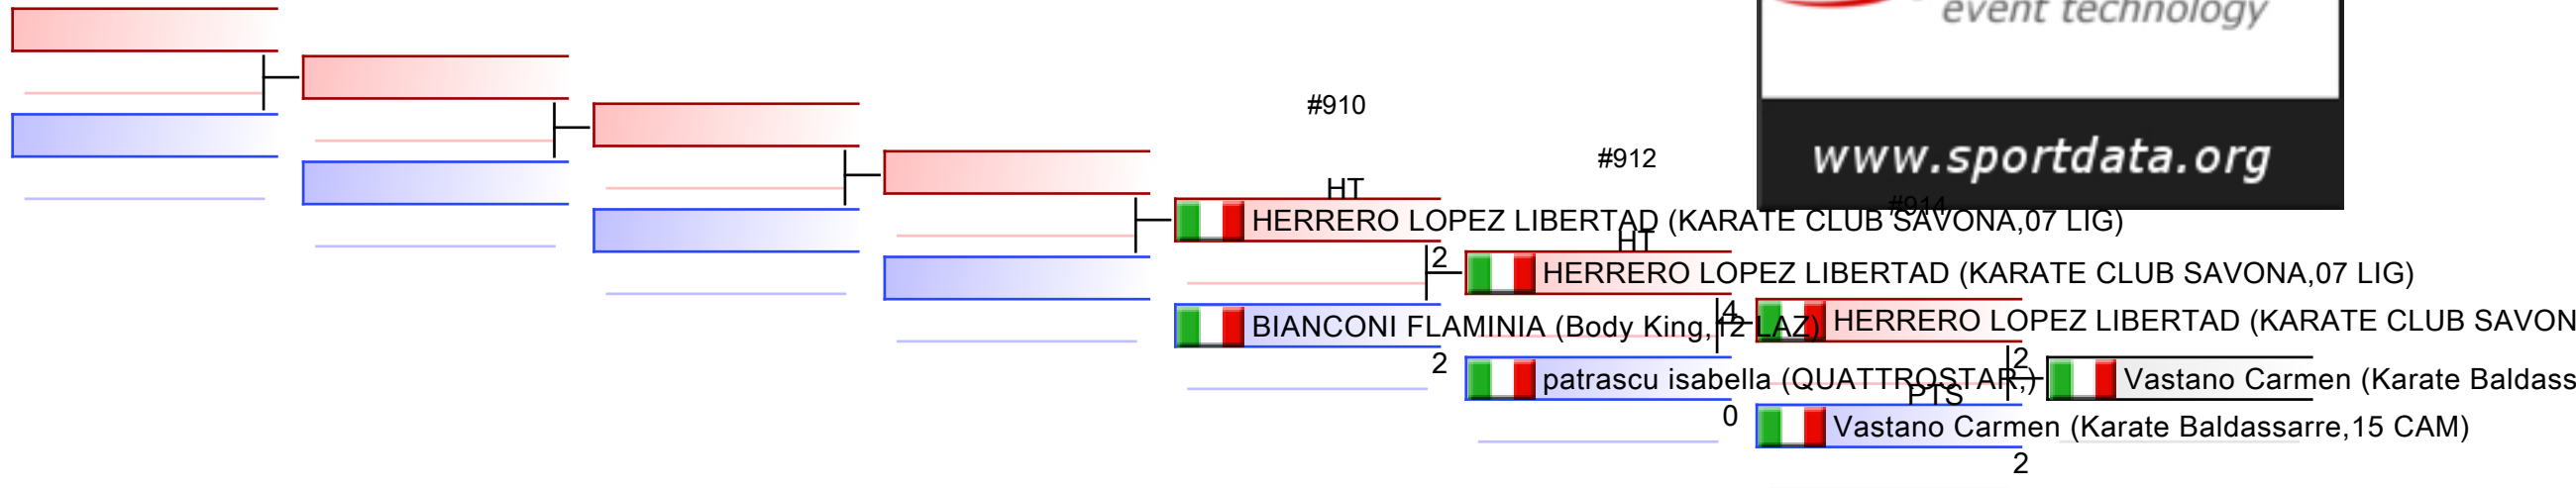 event technology
#910
#912
www.sportdata.org
HT
#914
HERRERO LOPEZ LIBERTAD (KARATE CLUB SAVONA,07 LIG)
HT
2
HERRERO LOPEZ LIBERTAD (KARATE CLUB SAVONA,07 LIG)
4
HERRERO LOPEZ LIBERTAD (KARATE CLUB SAVON
BIANCONI FLAMINIA (Body King,12 LAZ)
2
2
patrascu isabella (QUATTROSTAR,)
Vastano Carmen (Karate Baldass
PTS
0
Vastano Carmen (Karate Baldassarre,15 CAM)
2